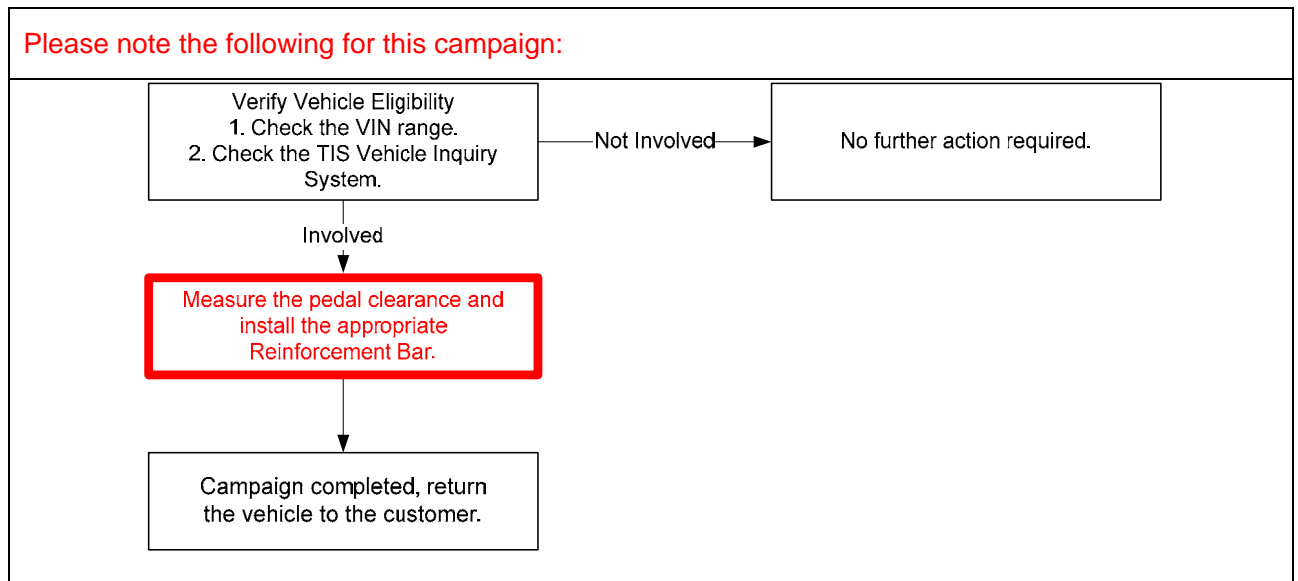 Please note the following for this campaign:
Verify Vehicle Eligibility
1. Check the VIN range.
2. Check the TIS Vehicle Inquiry
System.
Not Involved
No further action required.
Involved
Measure the pedal clearance and
install the appropriate
Reinforcement Bar.
Campaign completed, return
the vehicle to the customer.